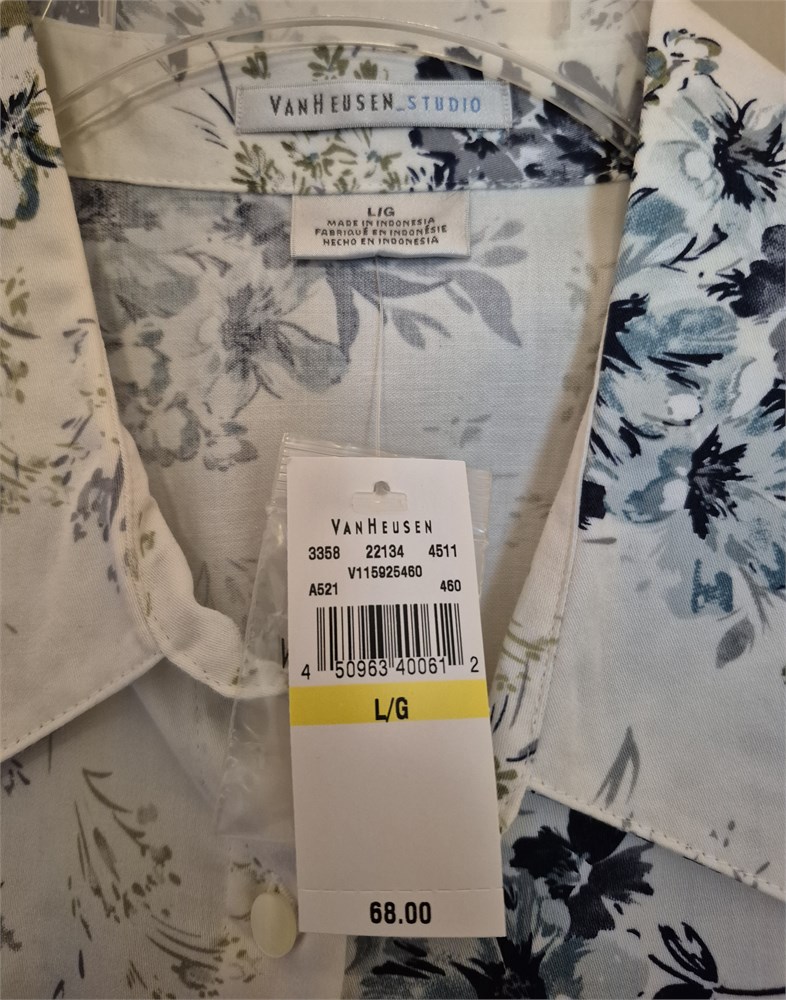 VANHEUSEN_STUDIO
L/G
MADE IN INDONESIA
FABRIQUÉ EN INDONÉSIE
HECHO EN INDONESIA
VANHEUSEN
3358 22134 4511
V115925460
A521 460
4 50963 40061 2
L/G
68.00